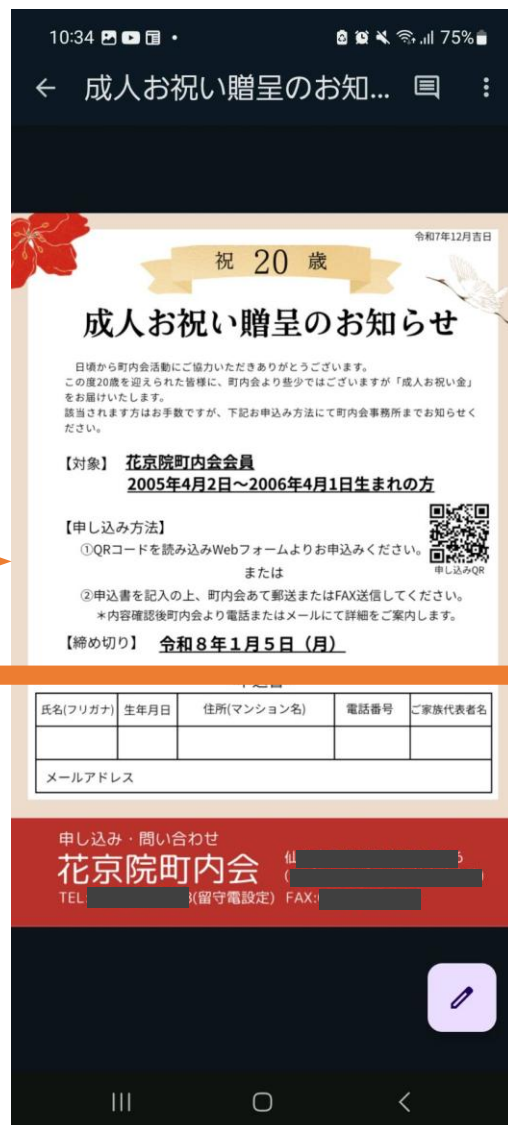 10:34
75%
成人お祝い贈呈のお知...
令和7年12月吉日
祝 20 歳
成人お祝い贈呈のお知らせ
日頃から町内会活動にご協力いただきありがとうございます。
この度20歳を迎えられた皆様に、町内会より些少ではございますが「成人お祝い金」
をお届けいたします。
該当されます方はお手数ですが、下記お申込み方法にて町内会事務所までお知らせく
ださい。
【対象】 花京院町内会会員
2005年4月2日～2006年4月1日生まれの方
【申し込み方法】
①QRコードを読み込みWebフォームよりお申込みください。
申し込みQR
または
②申込書を記入の上、町内会あて郵送またはFAX送信してください。
＊内容確認後町内会より電話またはメールにて詳細をご案内します。
【締め切り】 令和８年１月５日（月）
氏名(フリガナ) 生年月日 住所(マンション名) 電話番号 ご家族代表者名
メールアドレス
申し込み・問い合わせ
花京院町内会 仙
TEL: (留守電設定) FAX: